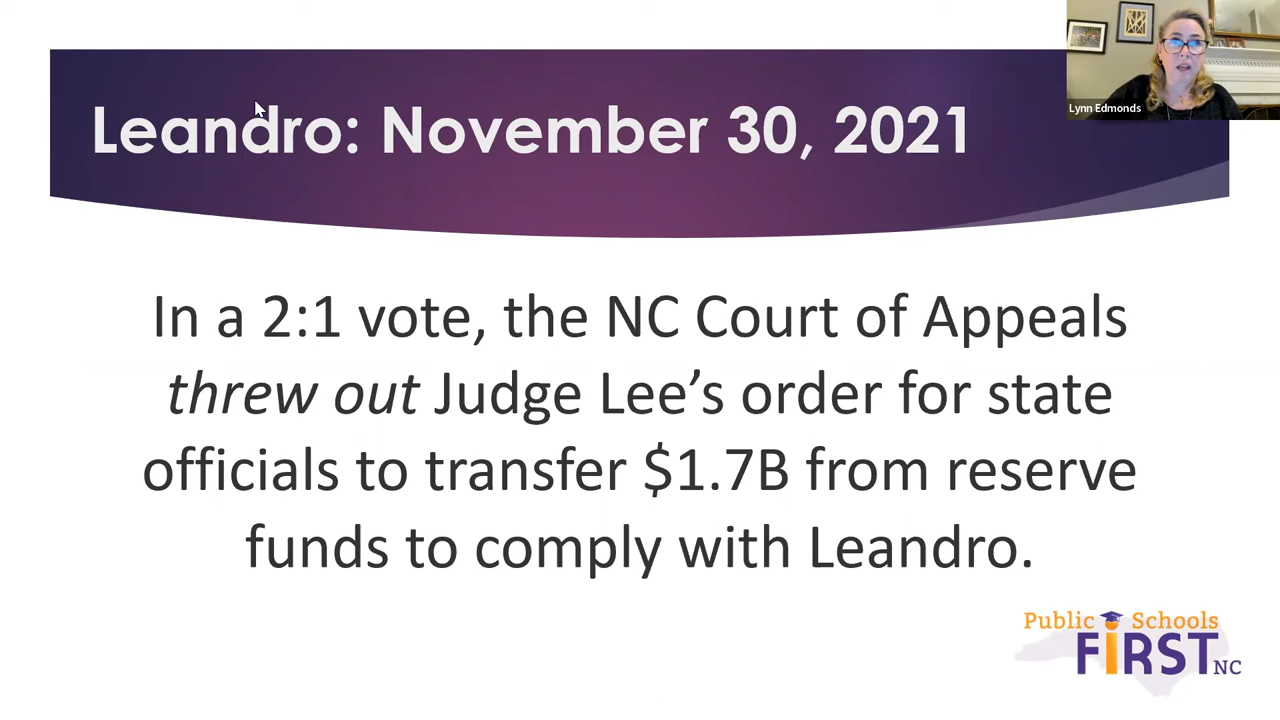 Lynn Edmonds
Leandro: November 30, 2021
In a 2:1 vote, the NC Court of Appeals
threw out Judge Lee’s order for state
officials to transfer $1.7B from reserve
funds to comply with Leandro.
Public Schools
FiRST NC